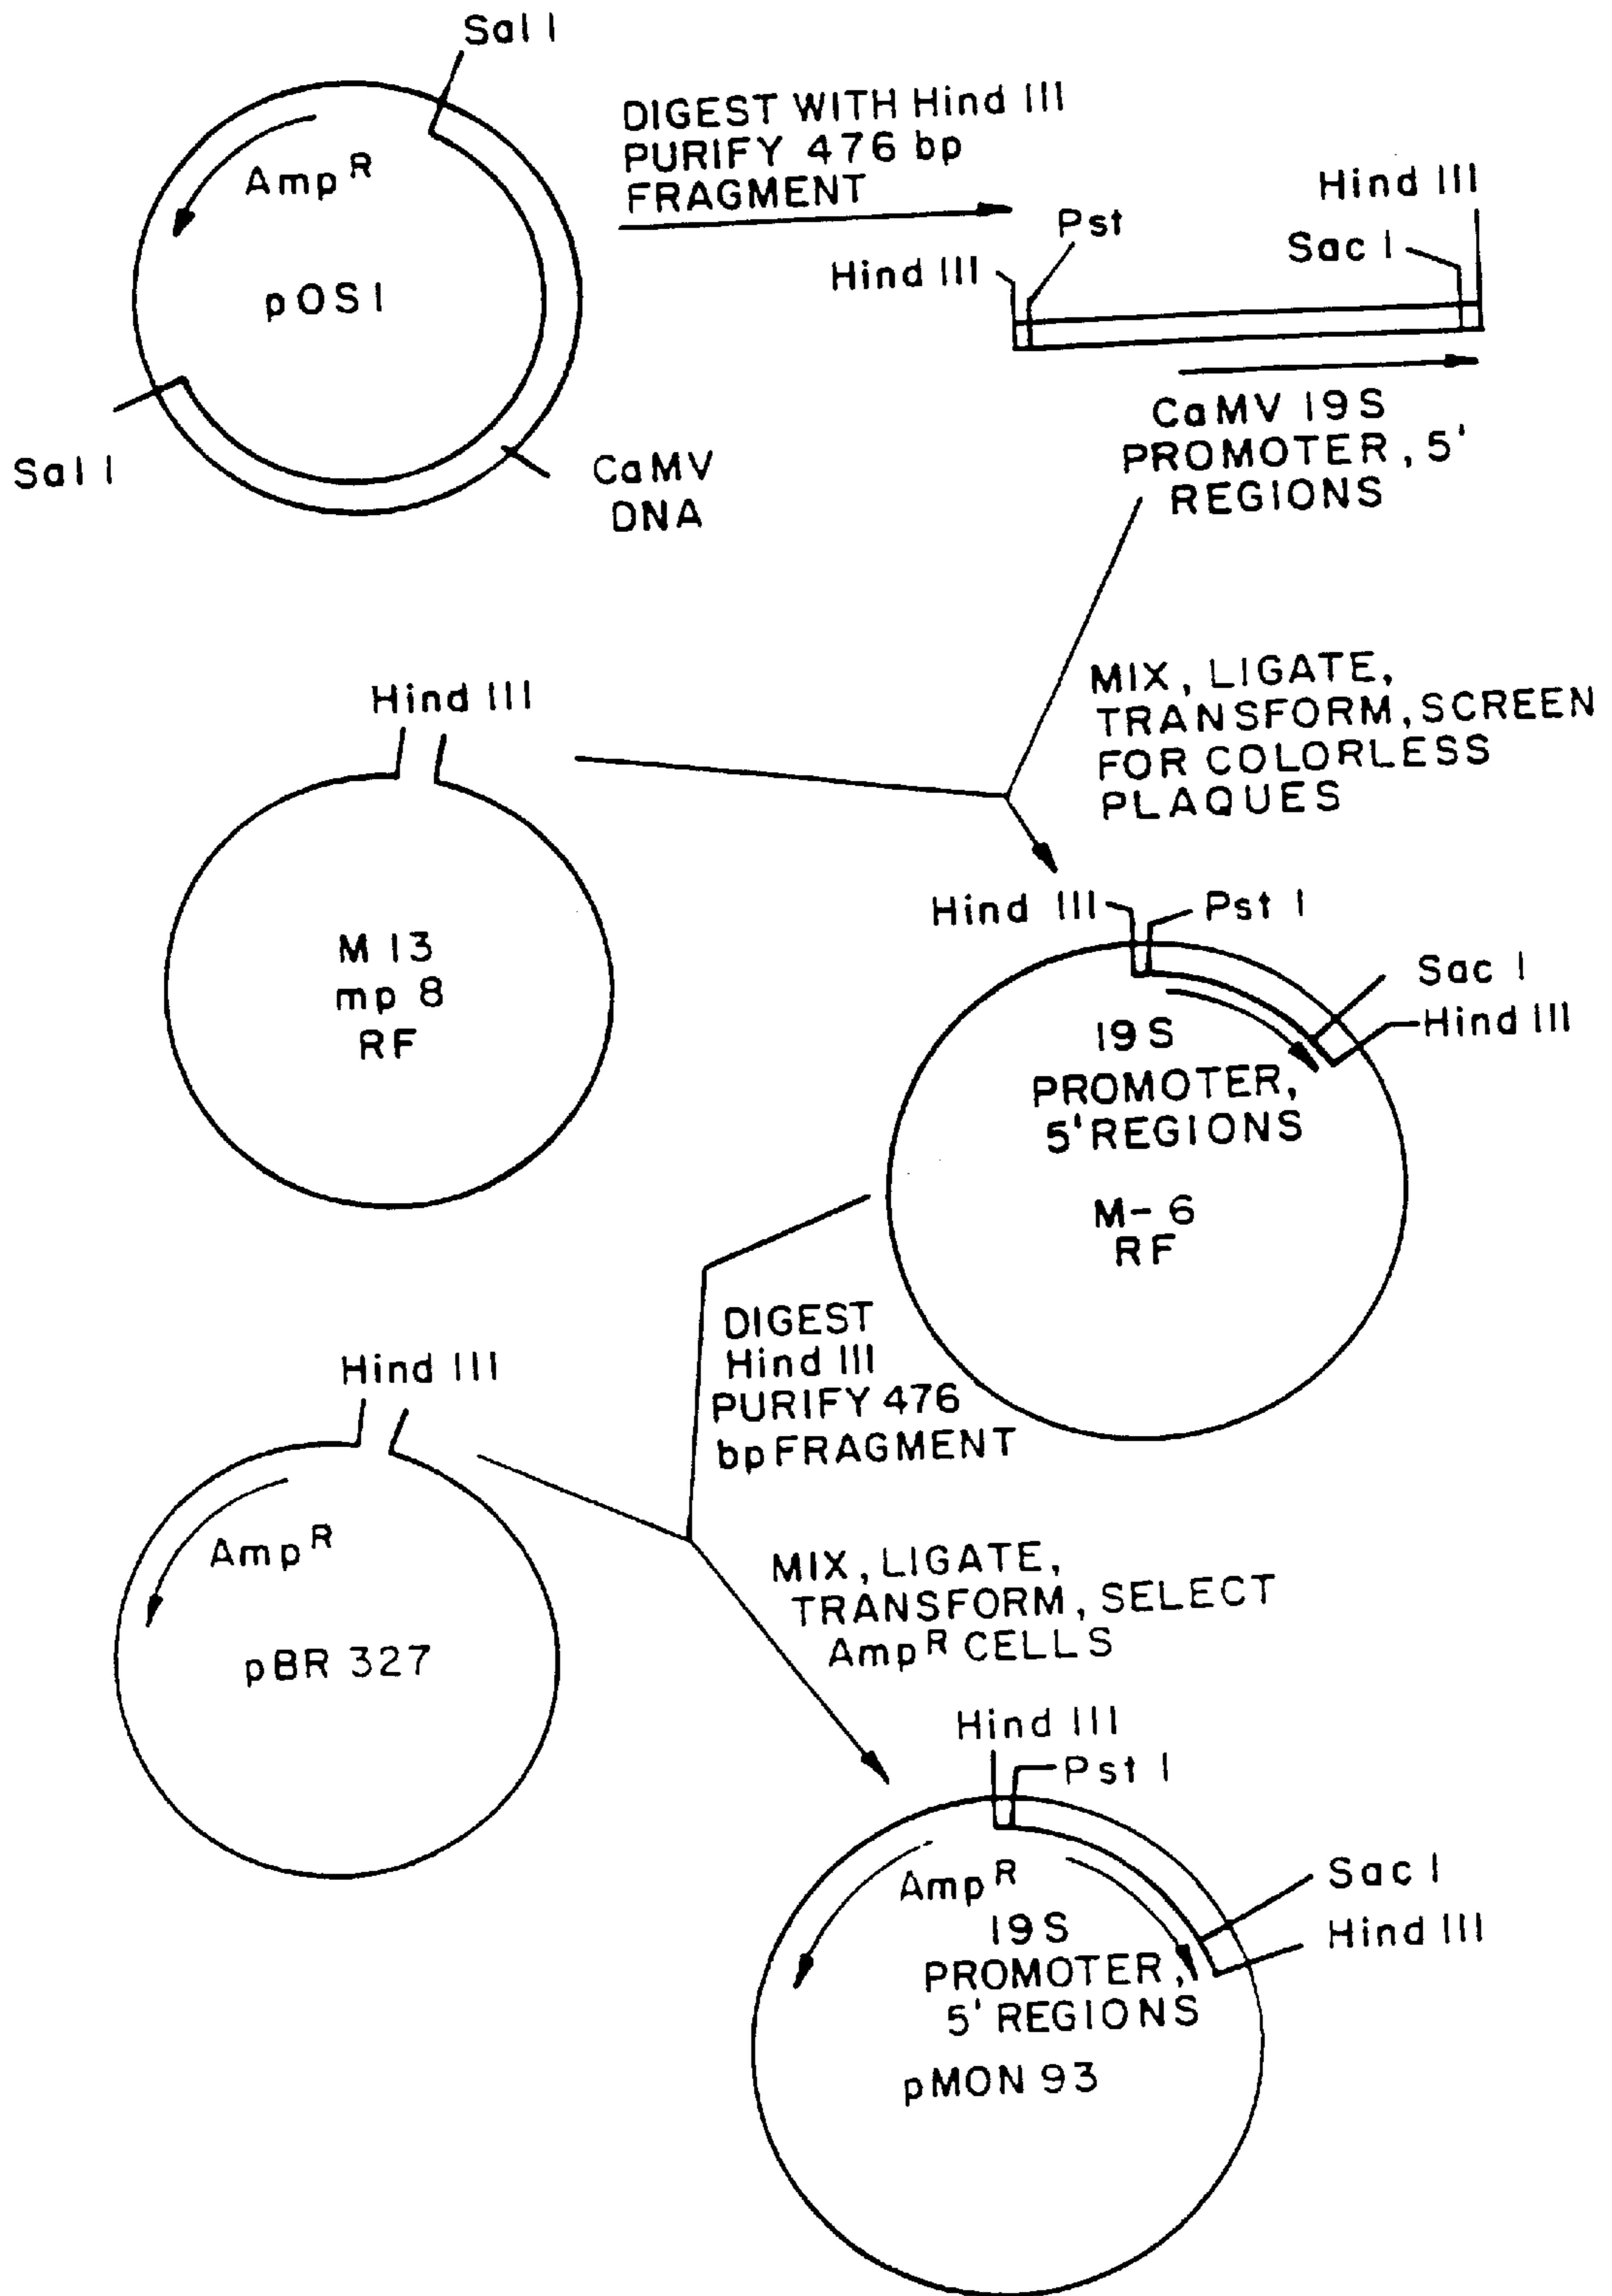 Sal I
DIGEST WITH Hind III
PURIFY 476 bp
FRAGMENT
Amp R
pOS1
Sal I
CaMV
DNA
Hind III
Pst
Sac I
Hind III
CaMV 19S
PROMOTER, 5'
REGIONS
MIX, LIGATE,
TRANSFORM, SCREEN
FOR COLORLESS
PLAQUES
Hind III
M 13
mp 8
RF
Hind III
Pst I
Sac I
Hind III
19S
PROMOTER,
5' REGIONS
M-6
RF
DIGEST
Hind III
PURIFY 476
bp FRAGMENT
Hind III
Amp R
pBR 327
MIX, LIGATE,
TRANSFORM, SELECT
Amp R CELLS
Hind III
Pst I
Sac I
Hind III
Amp R
19S
PROMOTER,
5' REGIONS
pMON 93